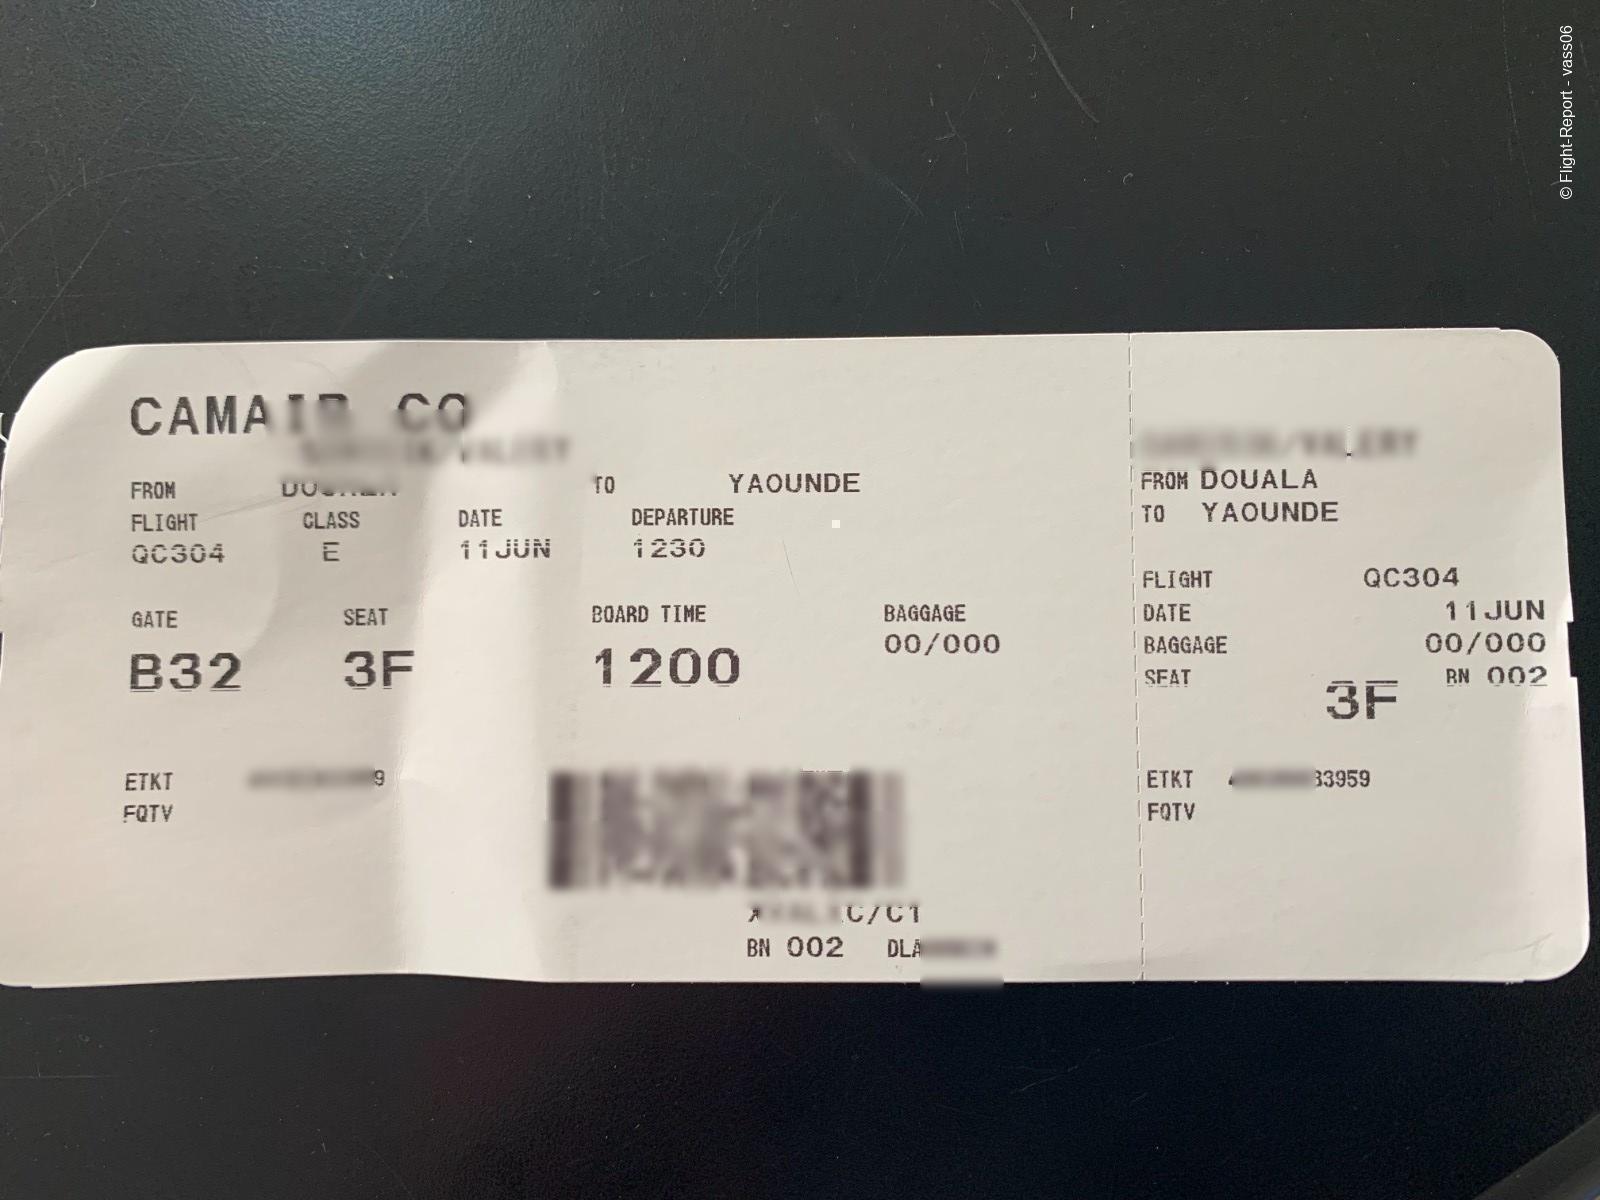 © Flight-Report - vass06
CAMAIR CO
FROM TO YAOUNDE
FLIGHT CLASS DATE DEPARTURE
QC304 E 11JUN 1230
GATE SEAT BOARD TIME BAGGAGE
00/000
B32 3F 1200
ETKT
FQTV
C/C1
BN 002 DLA
FROM DOUALA
TO YAOUNDE
FLIGHT QC304
DATE 11JUN
BAGGAGE 00/000
SEAT BN 002
3F
ETKT 3959
FQTV